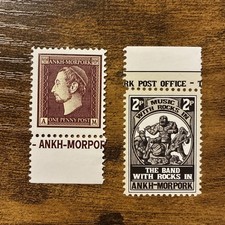 ANKH-MORPORK
A
M
ONE PENNY POST
- ANKH-MORPOR
RK POST OFFICE - T
2D
MUSIC
2D
WITH ROCKS IN
THE BAND
WITH ROCKS IN
ANKH-MORPORK